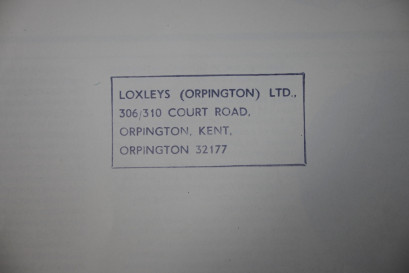 LOXLEYS (ORPINGTON) LTD.,
306/310 COURT ROAD,
ORPINGTON, KENT,
ORPINGTON 32177